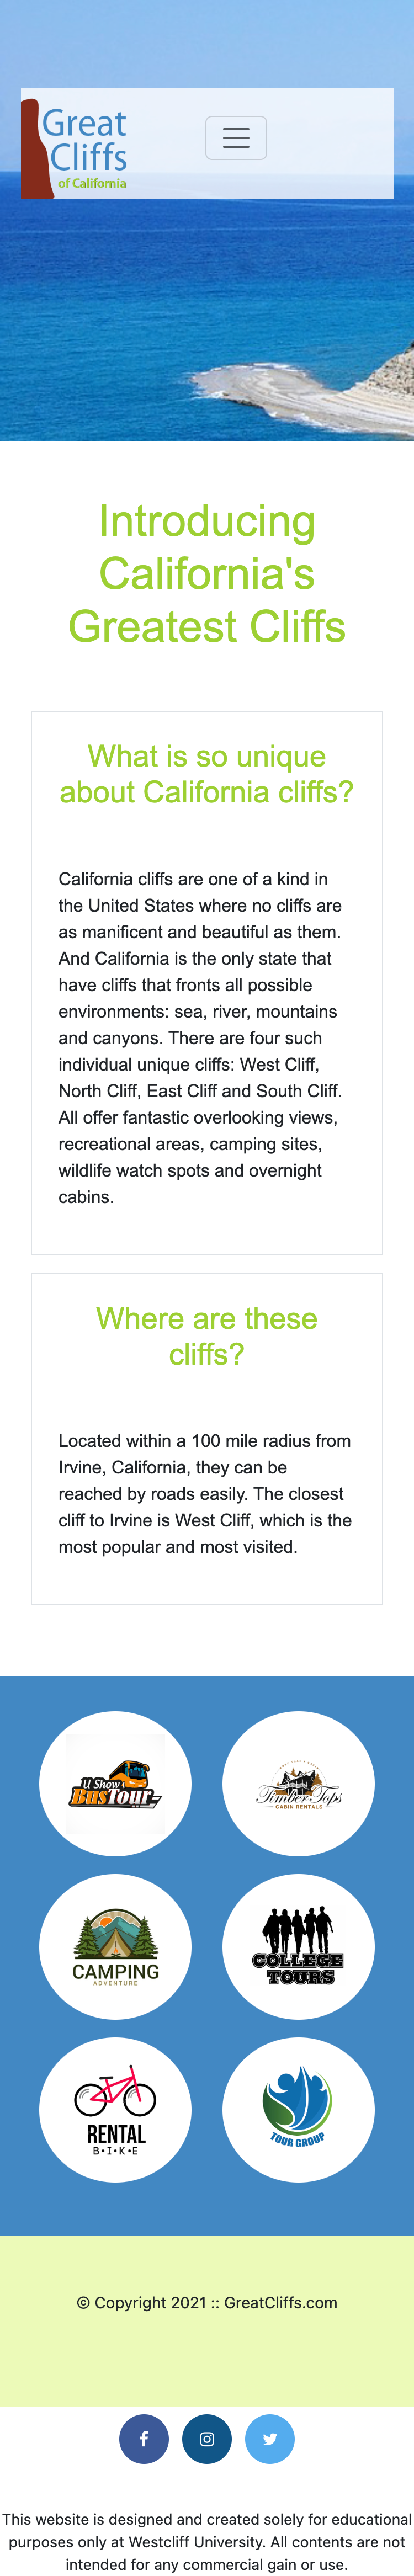 Great
Cliffs
of California
Introducing
California's
Greatest Cliffs
What is so unique
about California cliffs?
California cliffs are one of a kind in
the United States where no cliffs are
as manificent and beautiful as them.
And California is the only state that
have cliffs that fronts all possible
environments: sea, river, mountains
and canyons. There are four such
individual unique cliffs: West Cliff,
North Cliff, East Cliff and South Cliff.
All offer fantastic overlooking views,
recreational areas, camping sites,
wildlife watch spots and overnight
cabins.
Where are these
cliffs?
Located within a 100 mile radius from
Irvine, California, they can be
reached by roads easily. The closest
cliff to Irvine is West Cliff, which is the
most popular and most visited.
U Show
BusTour
Timber Tops
CABIN RENTALS
CAMPING
ADVENTURE
COLLEGE
TOURS
RENTAL
B•I•K•E
TOUR GROUP
© Copyright 2021 :: GreatCliffs.com
This website is designed and created solely for educational
purposes only at Westcliff University. All contents are not
intended for any commercial gain or use.